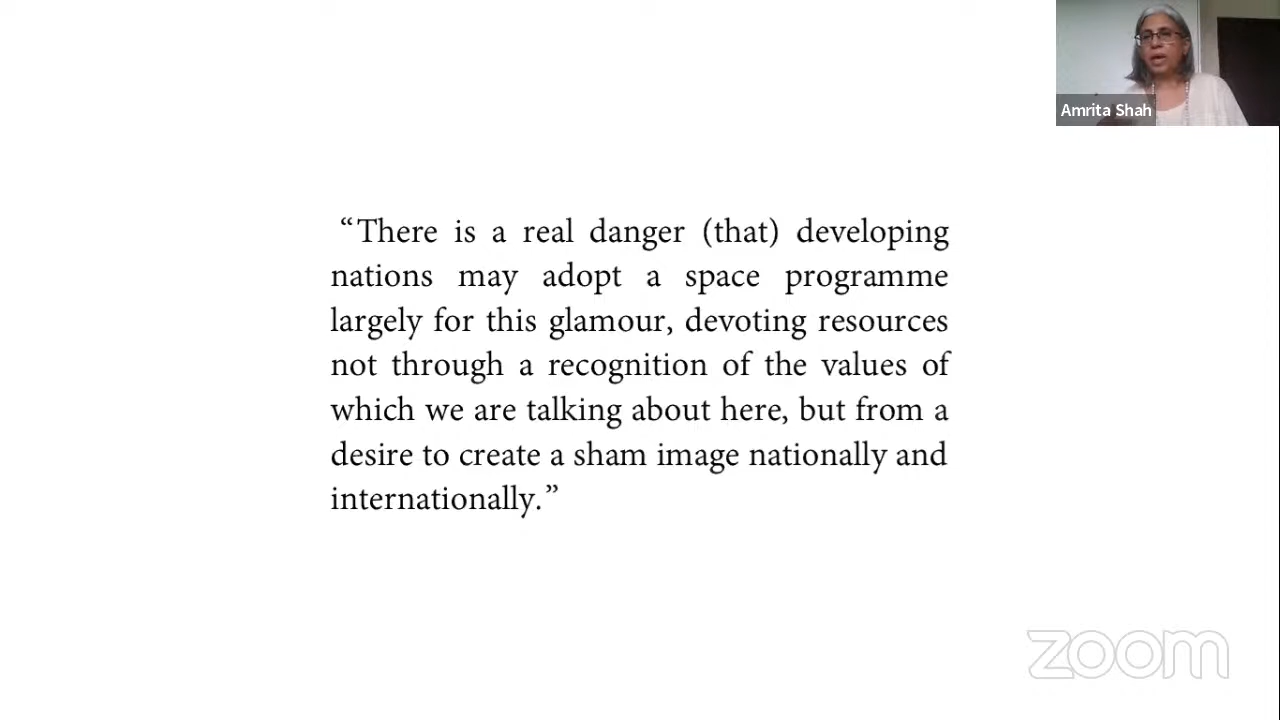 Amrita Shah
“There is a real danger (that) developing
nations may adopt a space programme
largely for this glamour, devoting resources
not through a recognition of the values of
which we are talking about here, but from a
desire to create a sham image nationally and
internationally.”
zoom